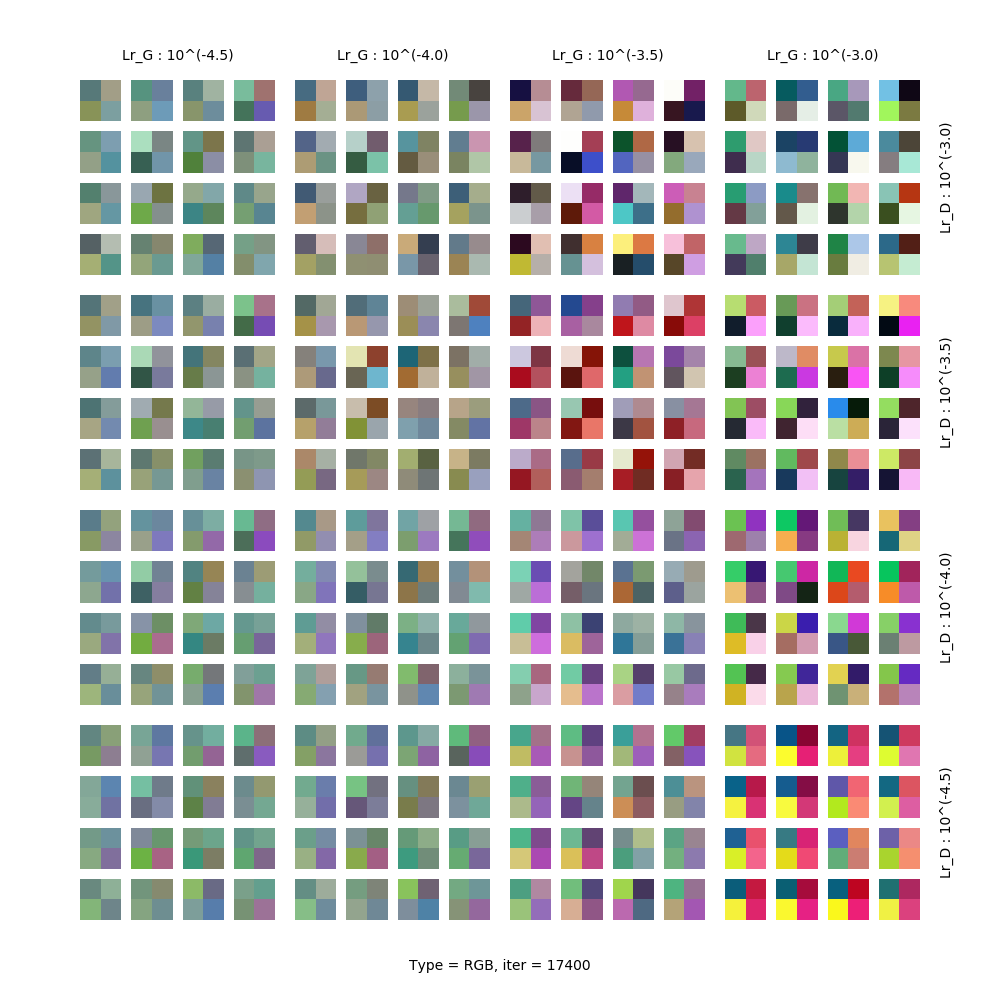 Lr_G : 10^(-4.5)
Lr_G : 10^(-4.0)
Lr_G : 10^(-3.5)
Lr_G : 10^(-3.0)
Lr_D : 10^(-3.0)
Lr_D : 10^(-3.5)
Lr_D : 10^(-4.0)
Lr_D : 10^(-4.5)
Type = RGB, iter = 17400